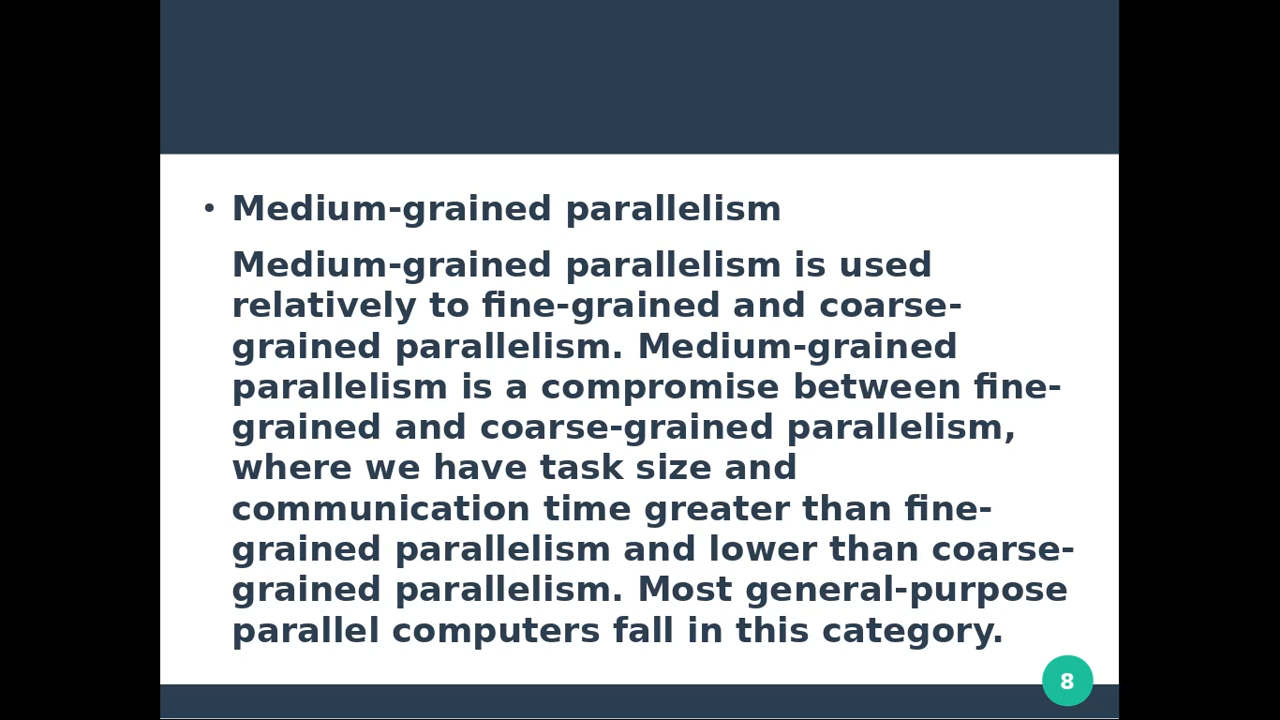 • Medium-grained parallelism
Medium-grained parallelism is used
relatively to fine-grained and coarse-
grained parallelism. Medium-grained
parallelism is a compromise between fine-
grained and coarse-grained parallelism,
where we have task size and
communication time greater than fine-
grained parallelism and lower than coarse-
grained parallelism. Most general-purpose
parallel computers fall in this category.
8